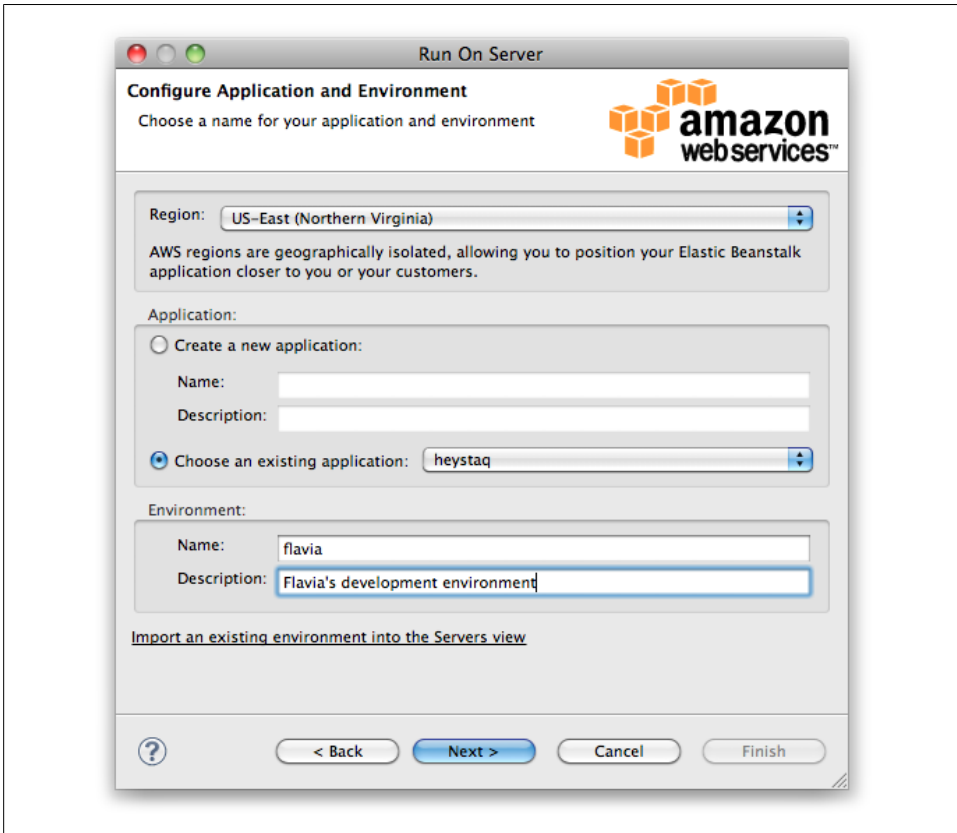 Run On Server
Configure Application and Environment
Choose a name for your application and environment
amazon
webservices™
Region: US-East (Northern Virginia)
AWS regions are geographically isolated, allowing you to position your Elastic Beanstalk
application closer to you or your customers.
Application:
Create a new application:
Name:
Description:
Choose an existing application: heystaq
Environment:
Name: flavia
Description: Flavia's development environment
Import an existing environment into the Servers view
? < Back Next > Cancel Finish